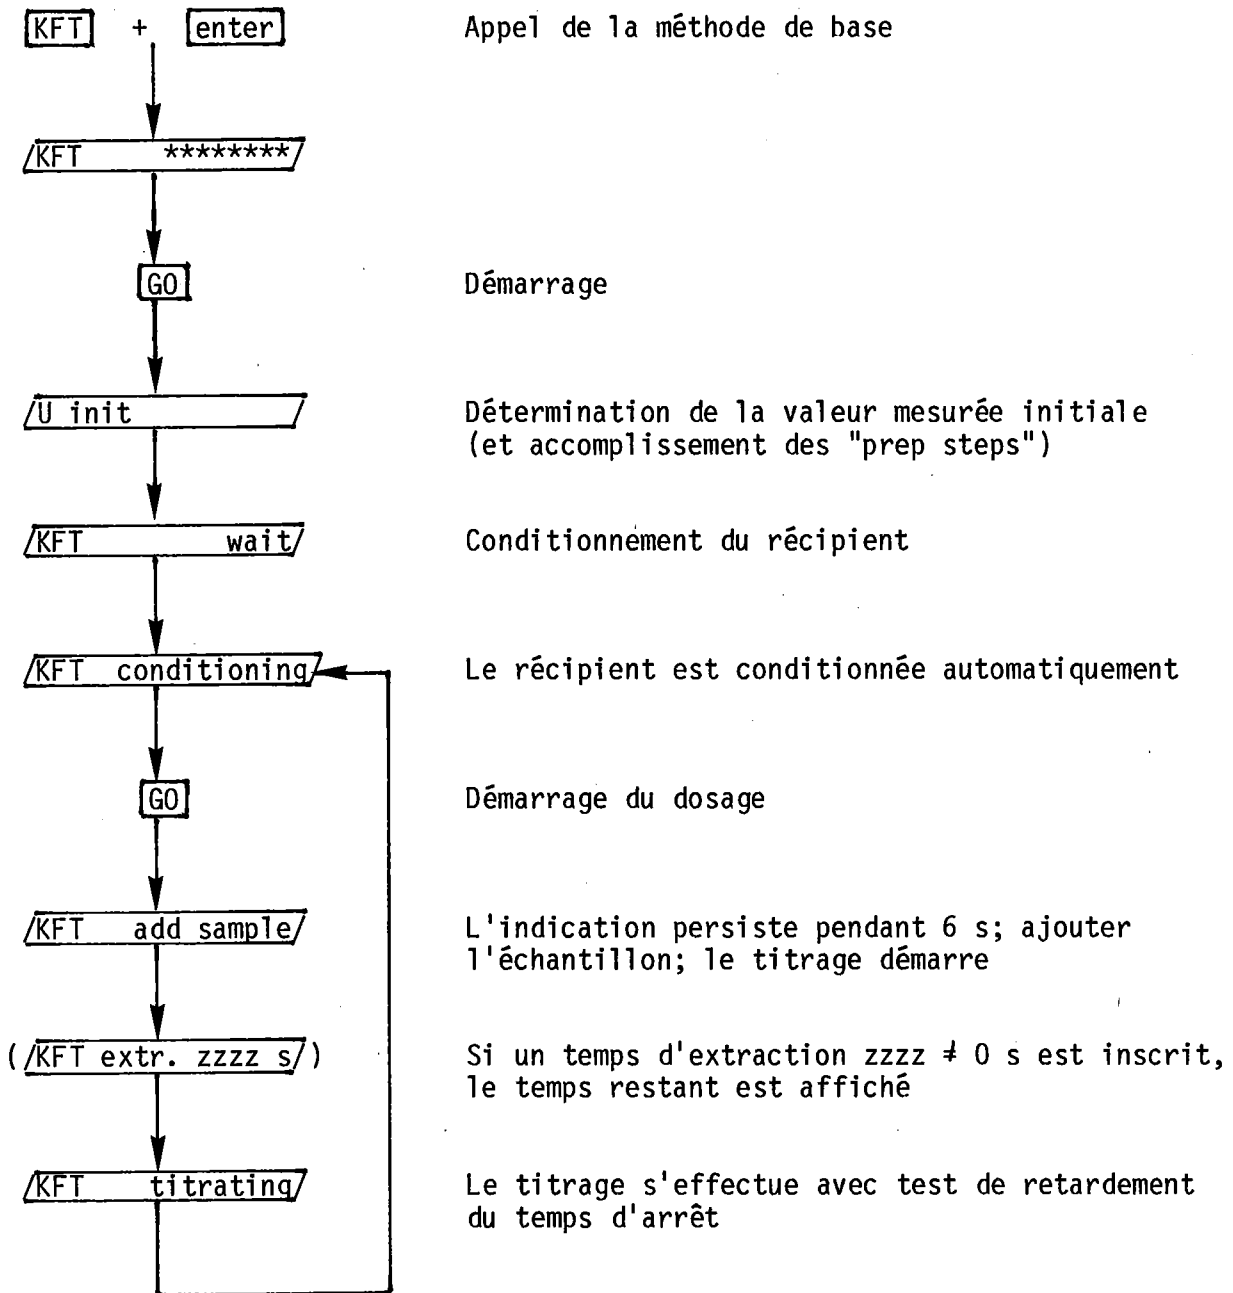 KFT + enter Appel de la méthode de base
/KFT ********/
GO Démarrage
/U init / Détermination de la valeur mesurée initiale
(et accomplissement des "prep steps")
/KFT wait/ Conditionnément du récipient
/KFT conditioning/ Le récipient est conditionnée automatiquement
GO Démarrage du dosage
/KFT add sample/ L'indication persiste pendant 6 s; ajouter
l'échantillon; le titrage démarre
(/KFT extr. zzzz s/) Si un temps d'extraction zzzz ≠ 0 s est inscrit,
le temps restant est affiché
/KFT titrating/ Le titrage s'effectue avec test de retardement
du temps d'arrêt